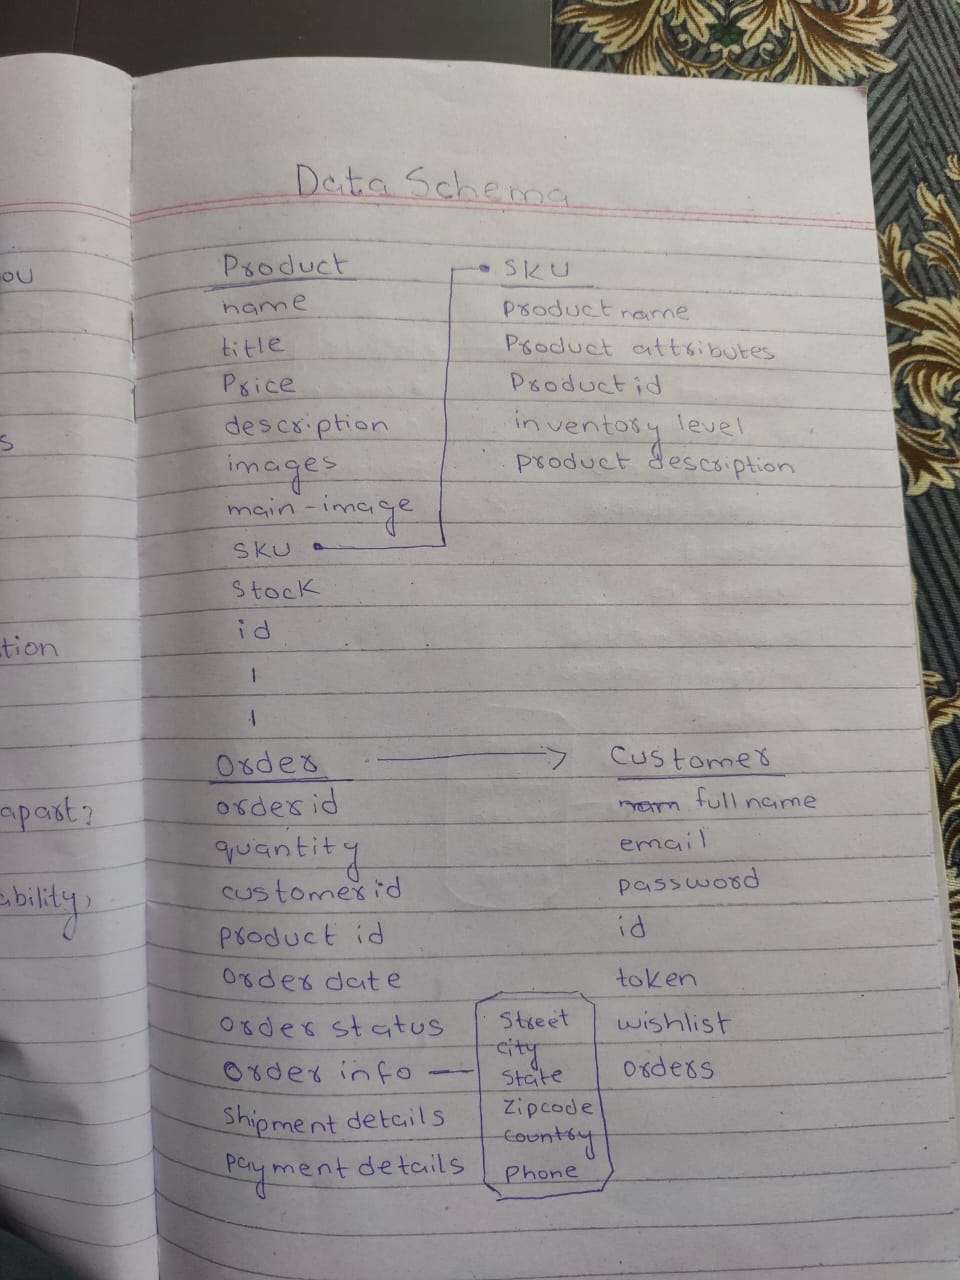 Data Schema
Product
name
title
Price
description
images
main-image
SKU
Stock
id
SKU
Product name
Product attributes
Product id
inventory level
product description
Order
order id
quantity
customer id
product id
Order date
order status
Order info
Shipment details
payment details
Street
city
State
Zipcode
Country
Phone
Customer
full name
email
password
id
token
wishlist
orders
ou
s
tion
apart?
ability,